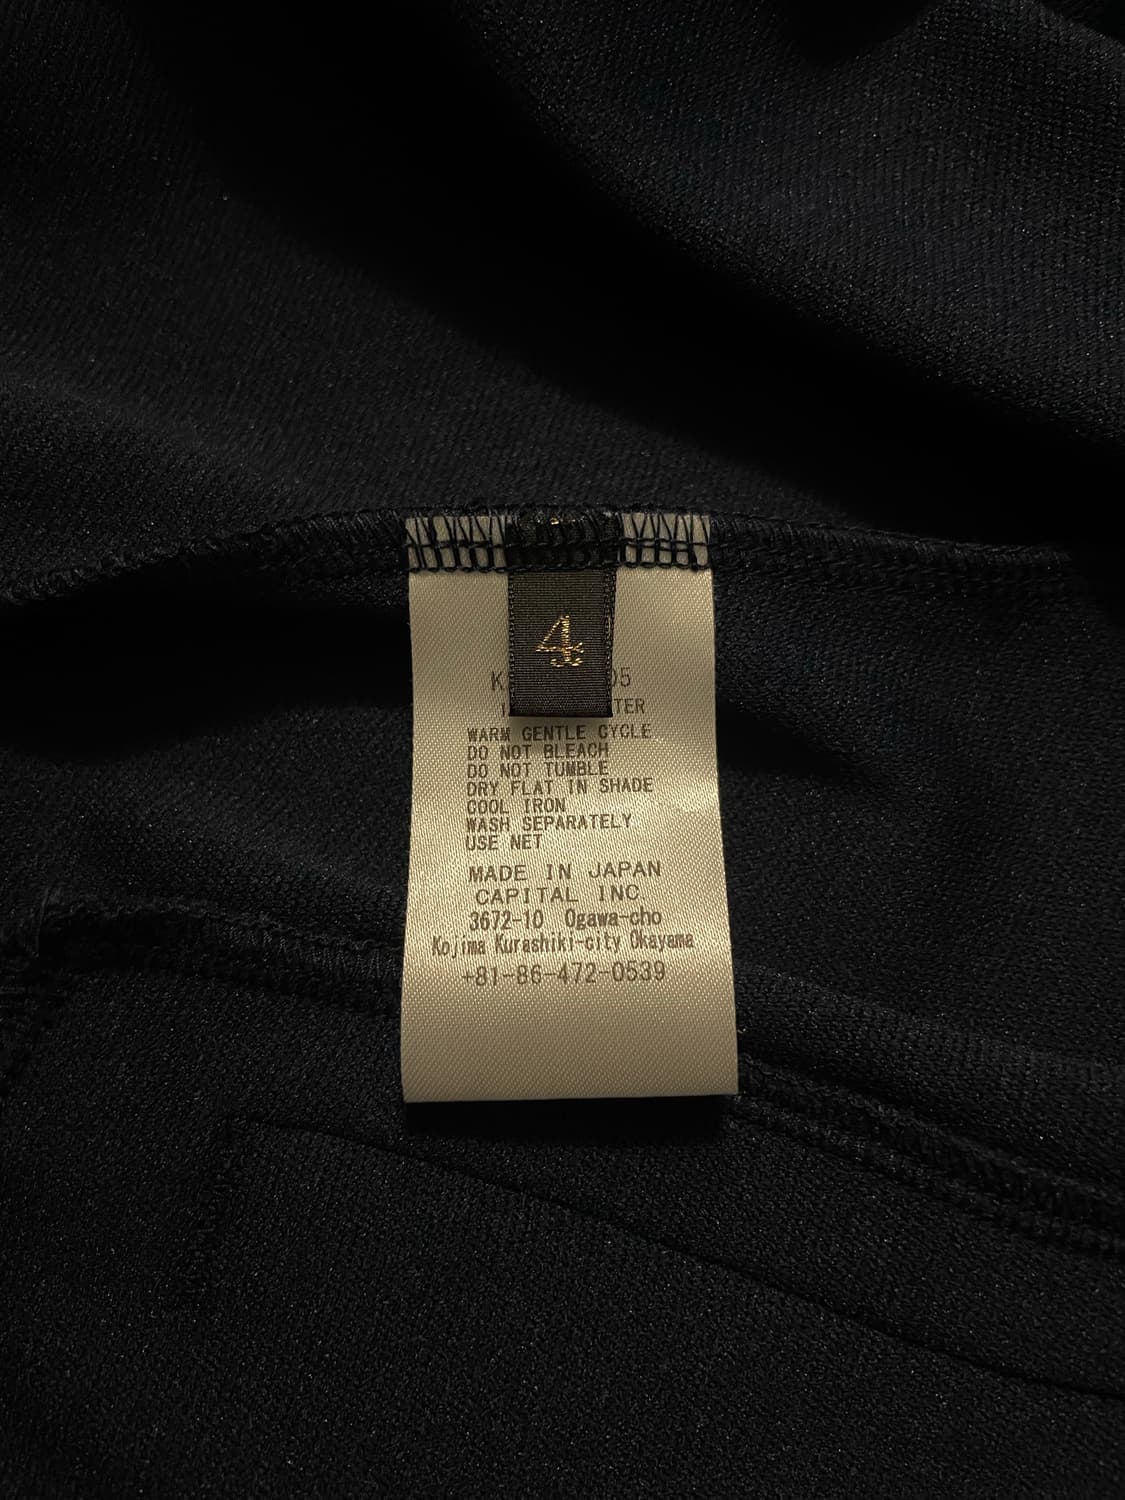 4
WARM GENTLE CYCLE
DO NOT BLEACH
DO NOT TUMBLE
DRY FLAT IN SHADE
COOL IRON
WASH SEPARATELY
USE NET
MADE IN JAPAN
CAPITAL INC
3672-10 Ogawa-cho
Kojima Kurashiki-city Okayama
+81-86-472-0539